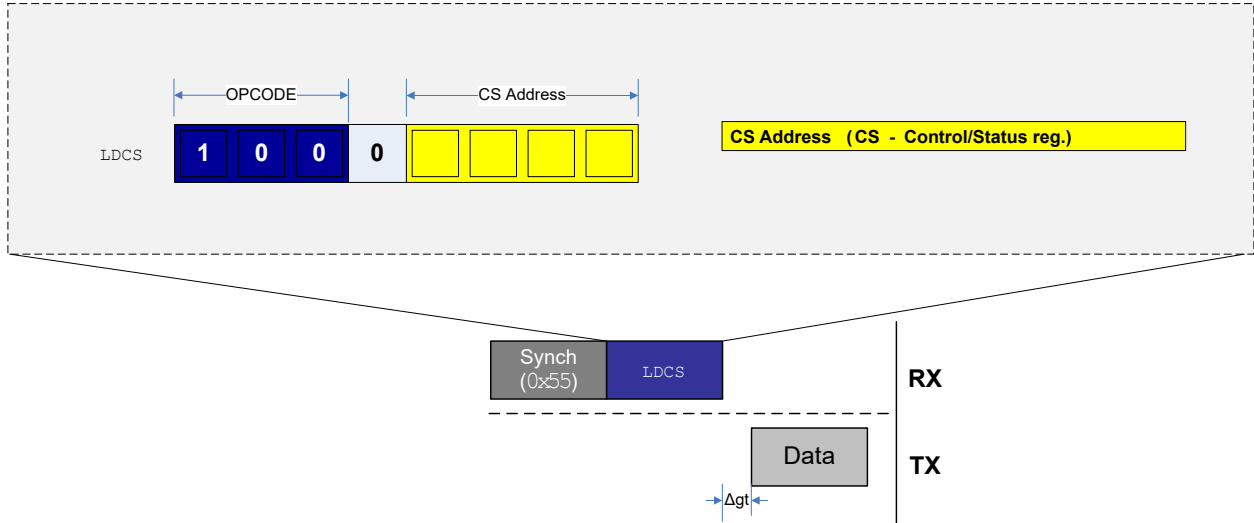 OPCODE
CS Address
LDCS
1 0 0 0
CS Address (CS - Control/Status reg.)
Synch
(0x55)
LDCS
RX
Data
TX
Δgt